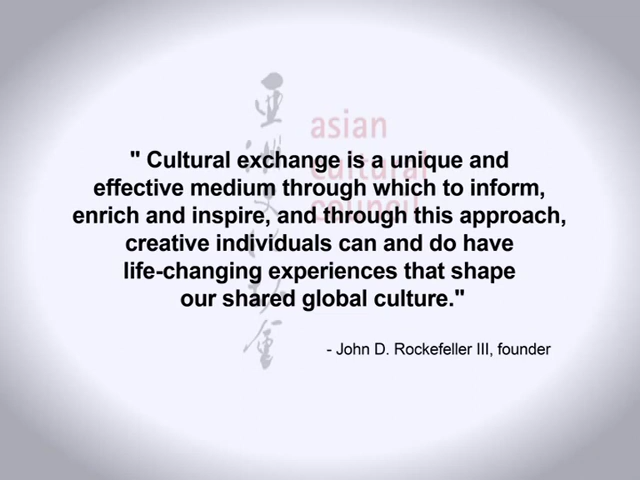 asian
cultural
council
" Cultural exchange is a unique and
effective medium through which to inform,
enrich and inspire, and through this approach,
creative individuals can and do have
life-changing experiences that shape
our shared global culture."
- John D. Rockefeller III, founder